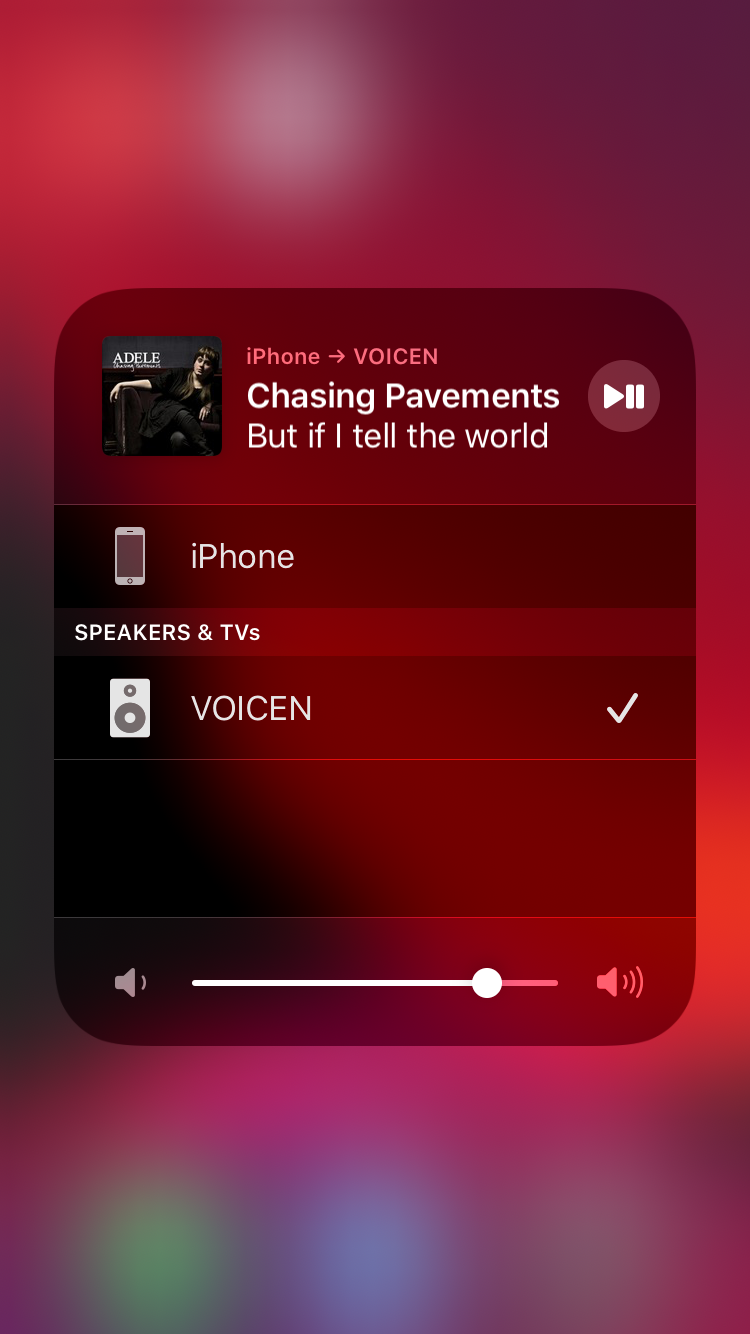 ADELE
Chasing Pavements
iPhone → VOICEN
Chasing Pavements
But if I tell the world
iPhone
SPEAKERS & TVs
VOICEN